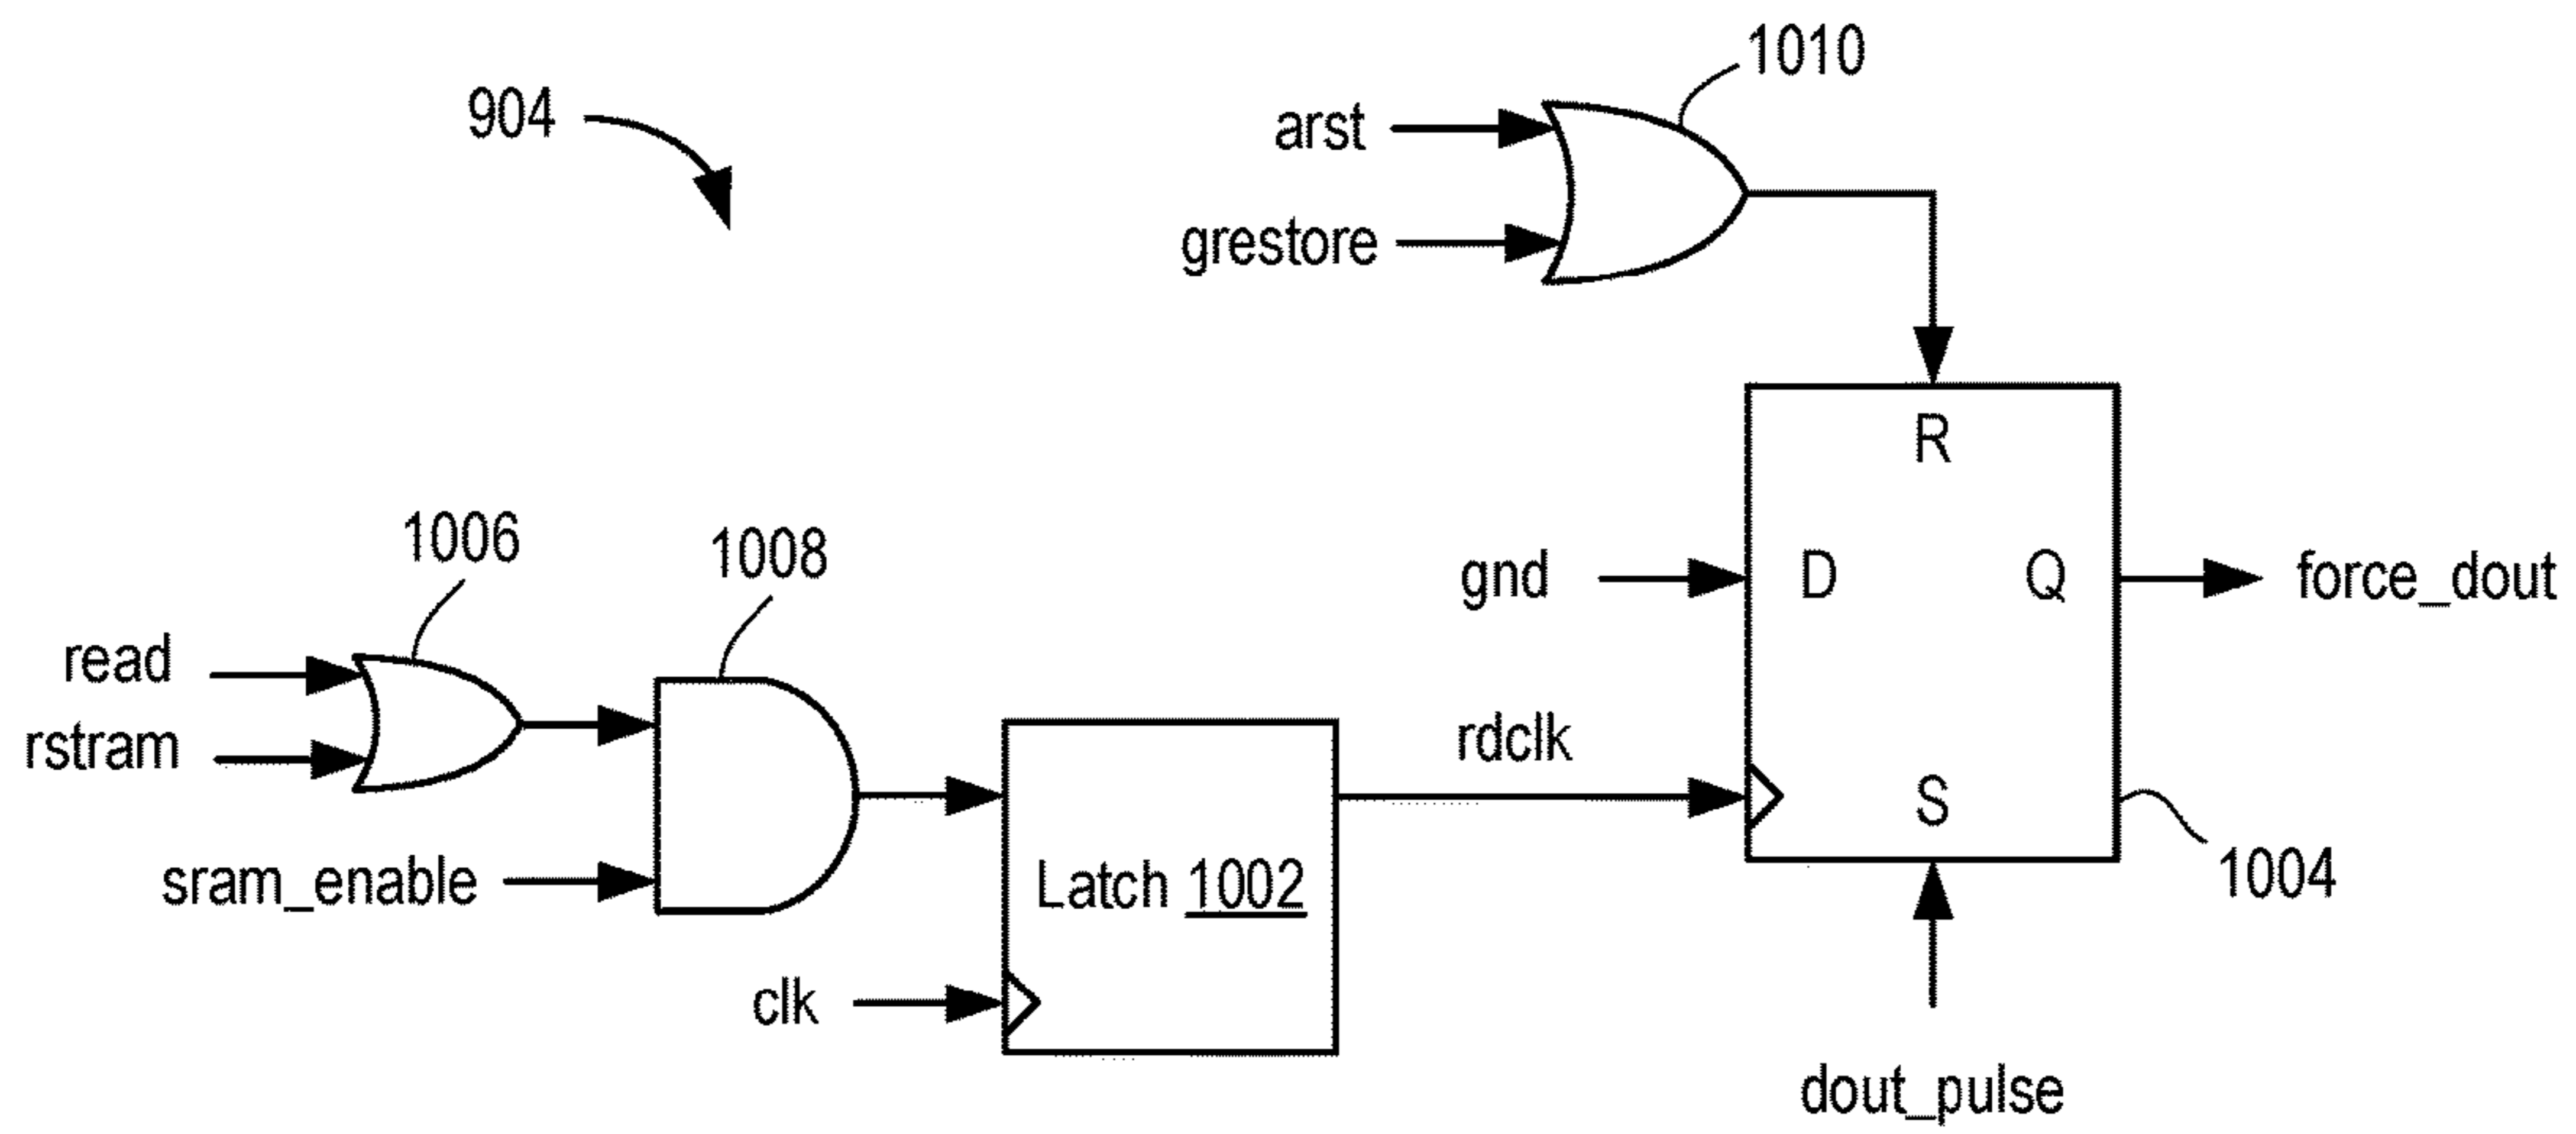 1010
904
arst
grestore
R
1006
1008
gnd
D
Q
force_dout
read
rstram
rdclk
S
sram_enable
Latch 1002
1004
clk
dout_pulse